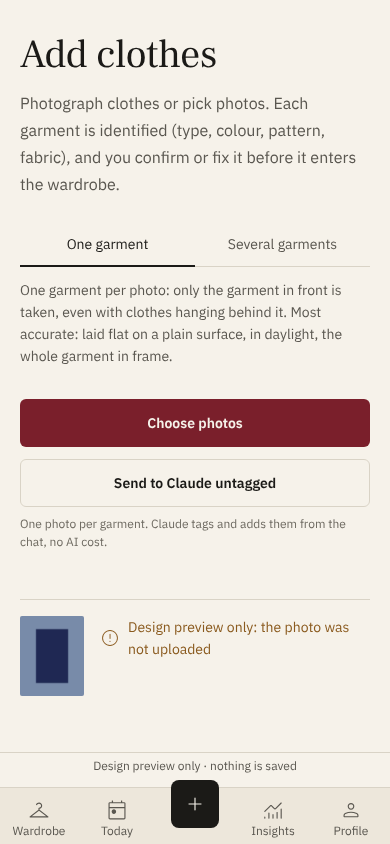 Add clothes
Photograph clothes or pick photos. Each
garment is identified (type, colour, pattern,
fabric), and you confirm or fix it before it enters
the wardrobe.
One garment
Several garments
One garment per photo: only the garment in front is
taken, even with clothes hanging behind it. Most
accurate: laid flat on a plain surface, in daylight, the
whole garment in frame.
Choose photos
Send to Claude untagged
One photo per garment. Claude tags and adds them from the
chat, no AI cost.
Design preview only: the photo was
not uploaded
Design preview only · nothing is saved
Wardrobe
Today
Insights
Profile